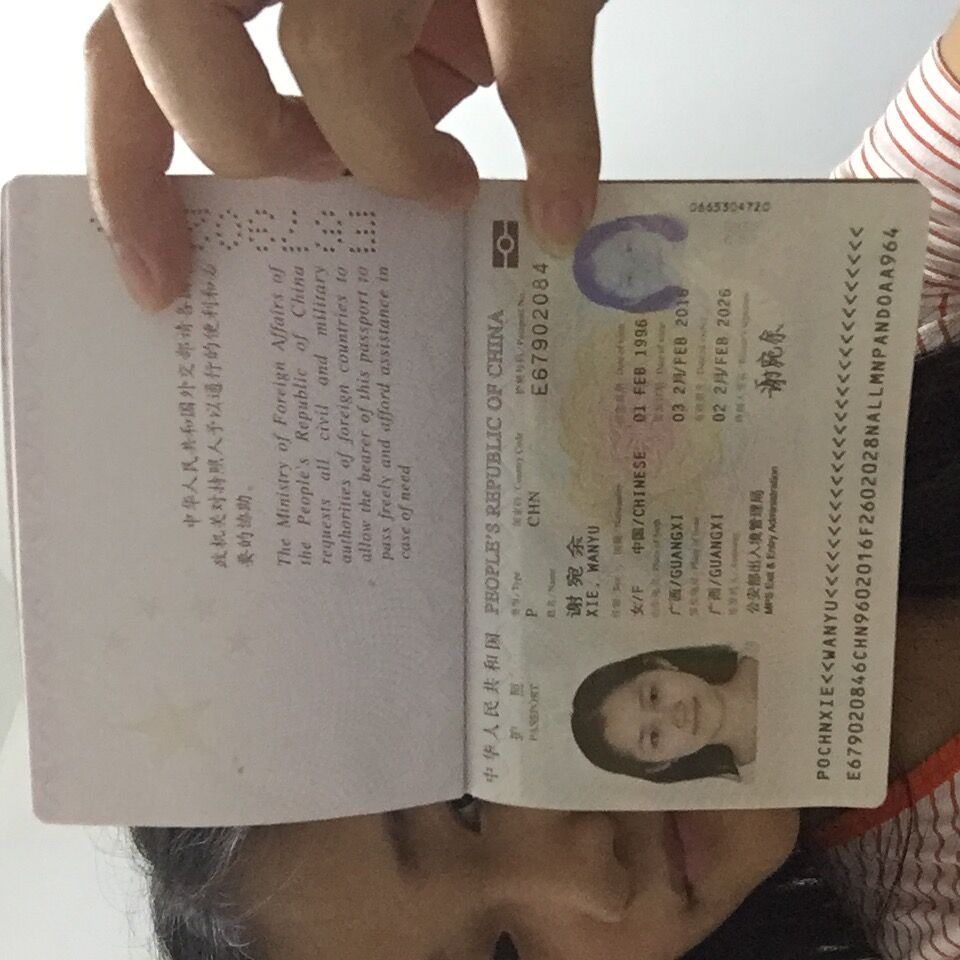 中华人民共和国外交部请各
政机关对持照人予以通行的便利和必
要的协助。
The Ministry of Foreign Affairs of
the People's Republic of China
requests all civil and military
authorities of foreign countries to
allow the bearer of this passport to
pass freely and afford assistance in
case of need.
中华人民共和国 PEOPLE'S REPUBLIC OF CHINA
护照
PASSPORT
类型/Type
国家码/Country Code
护照号码/Passport No.
P
CHN
E67902084
姓名/Name
谢宛余
XIE, WANYU
性别/Sex
国籍/Nationality
出生日期/Date of birth
女/F
中国/CHINESE
01 FEB 1996
出生地点/Place of birth
签发日期/Date of issue
广西/GUANGXI
03 2月/FEB 2016
签发地点/Place of issue
有效期至/Date of expiry
广西/GUANGXI
02 2月/FEB 2026
签发机关/Authority
持照人签名/Bearer's signature
公安部出入境管理局
MPS Exit & Entry Administration
谢宛余
0665304720
POCHNXIE<<WANYU<<<<<<<<<<<<<<<<<<<<<<<<<<<<<
E679020846CHN9602016F2602028NALLMNPANDOAA964